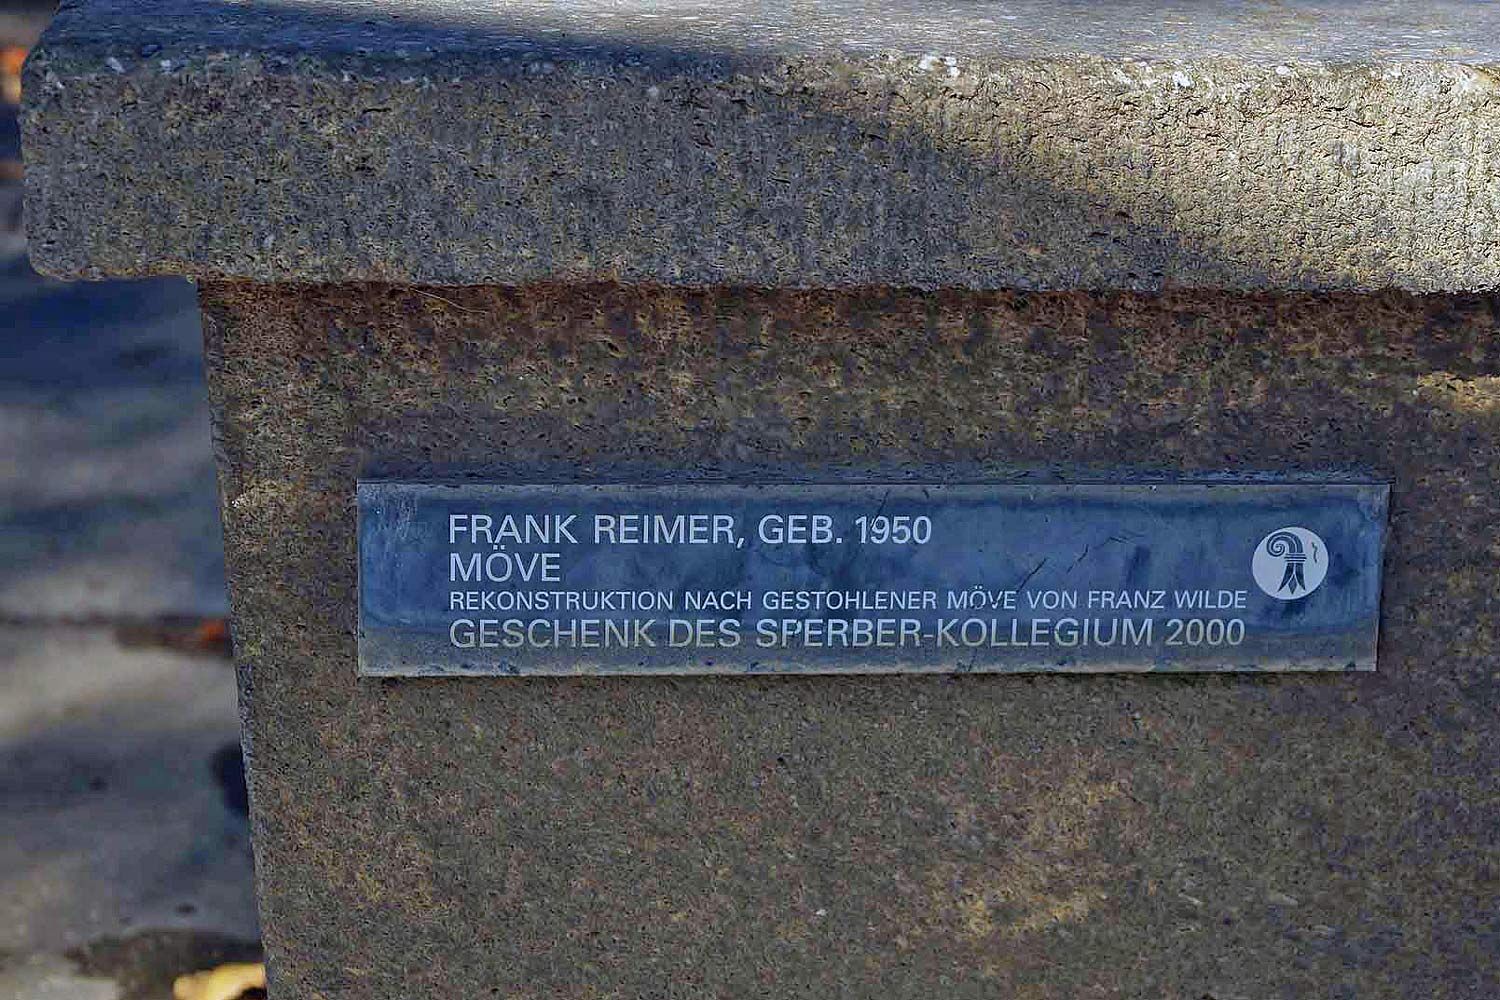 FRANK REIMER, GEB. 1950
MÖVE
REKONSTRUKTION NACH GESTOHLENER MÖVE VON FRANZ WILDE
GESCHENK DES SPERBER-KOLLEGIUM 2000